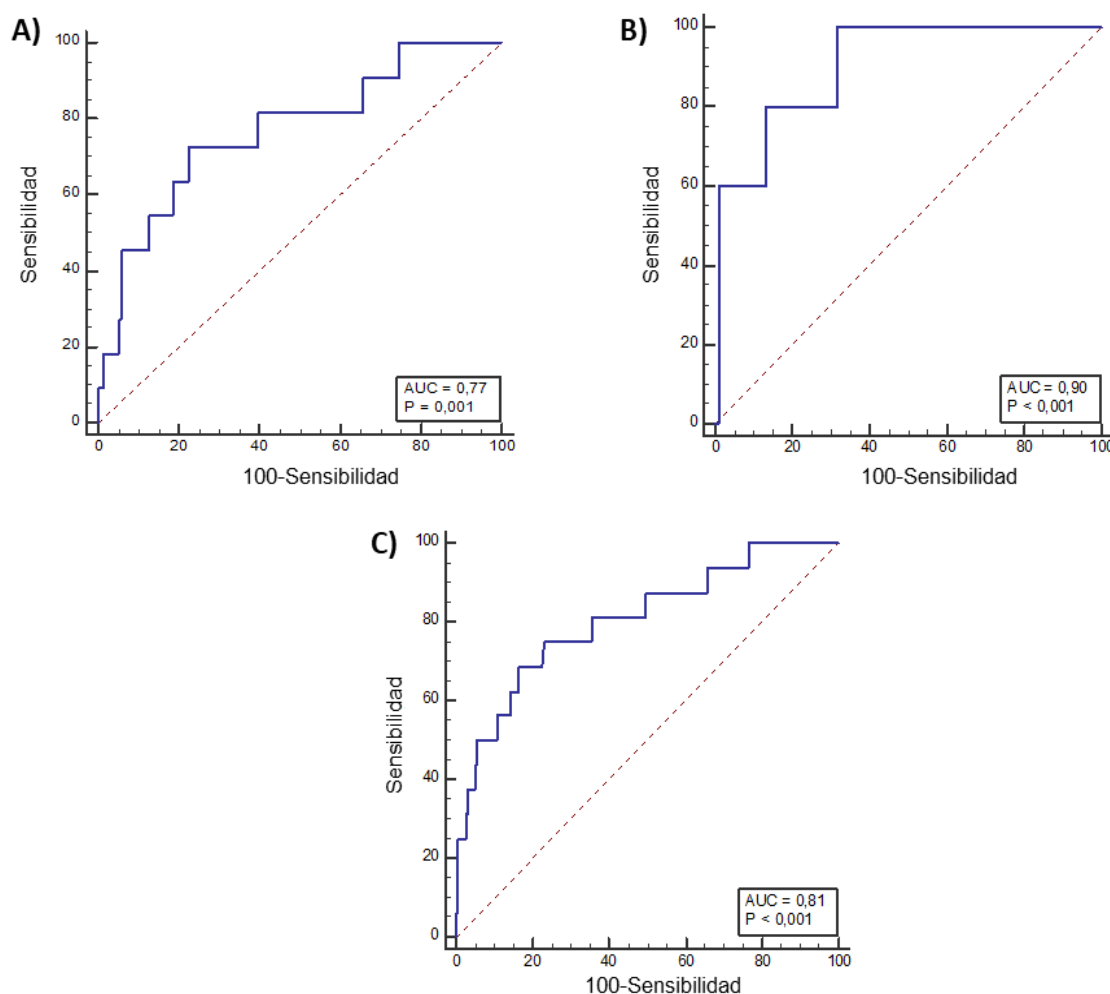 A)
100
80
60
40
20
0
Sensibilidad
AUC = 0,77
P = 0,001
0 20 40 60 80 100
100-Sensibilidad
B)
100
80
60
40
20
0
Sensibilidad
AUC = 0,90
P < 0,001
0 20 40 60 80 100
100-Sensibilidad
C)
100
80
60
40
20
0
Sensibilidad
AUC = 0,81
P < 0,001
0 20 40 60 80 100
100-Sensibilidad